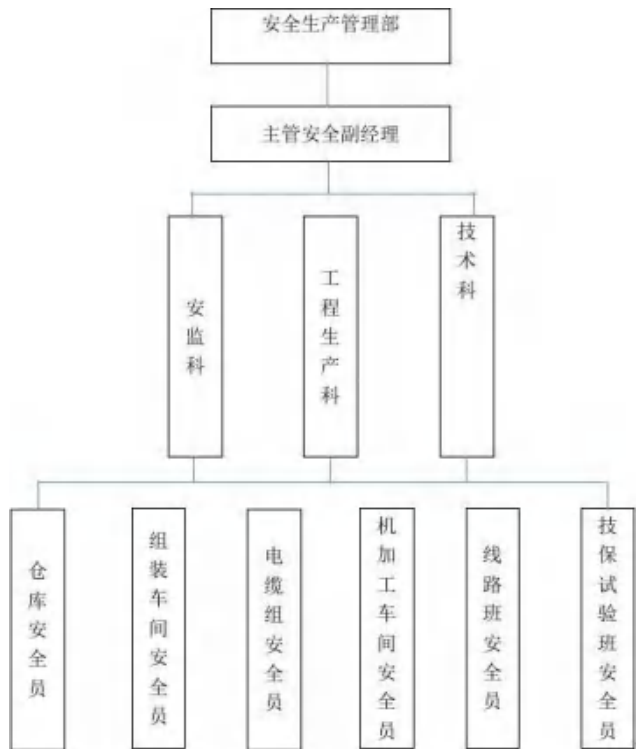 安全生产管理部
主管安全副经理
安监科
工程生产科
技术科
仓库安全员
组装车间安全员
电缆组安全员
机加工车间安全员
线路班安全员
技保试验班安全员